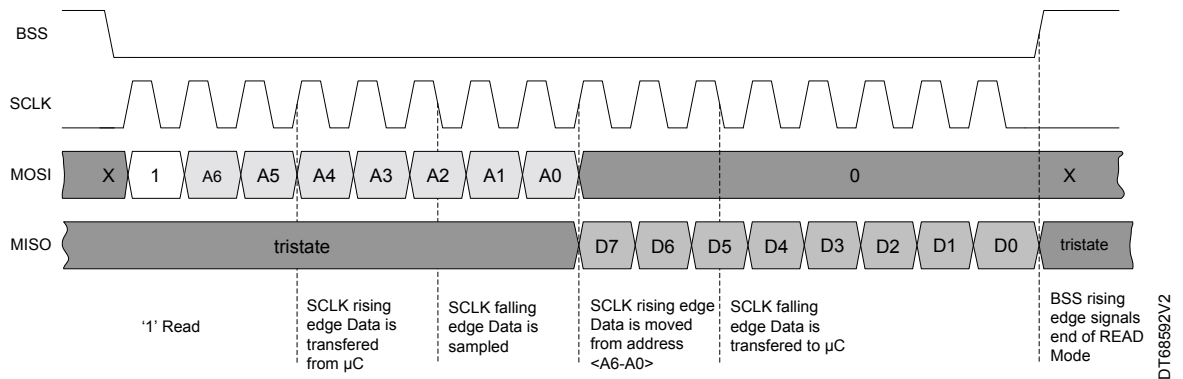 BSS
SCLK
MOSI
X 1 A6 A5 A4 A3 A2 A1 A0 0 X
MISO
tristate D7 D6 D5 D4 D3 D2 D1 D0 tristate
'1' Read
SCLK rising
edge Data is
transfered
from µC
SCLK falling
edge Data is
sampled
SCLK rising edge
Data is moved
from address
<A6-A0>
SCLK falling
edge Data is
transfered to µC
BSS rising
edge signals
end of READ
Mode
DT68592V2